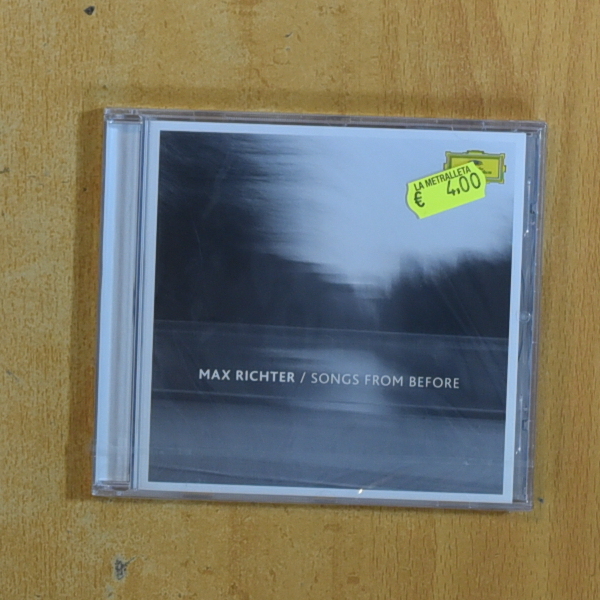 LA METRALLETA
€ 4,00
MAX RICHTER / SONGS FROM BEFORE